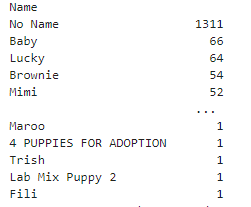 Name
No Name 1311
Baby 66
Lucky 64
Brownie 54
Mimi 52
...
Maroo 1
4 PUPPIES FOR ADOPTION 1
Trish 1
Lab Mix Puppy 2 1
Fili 1